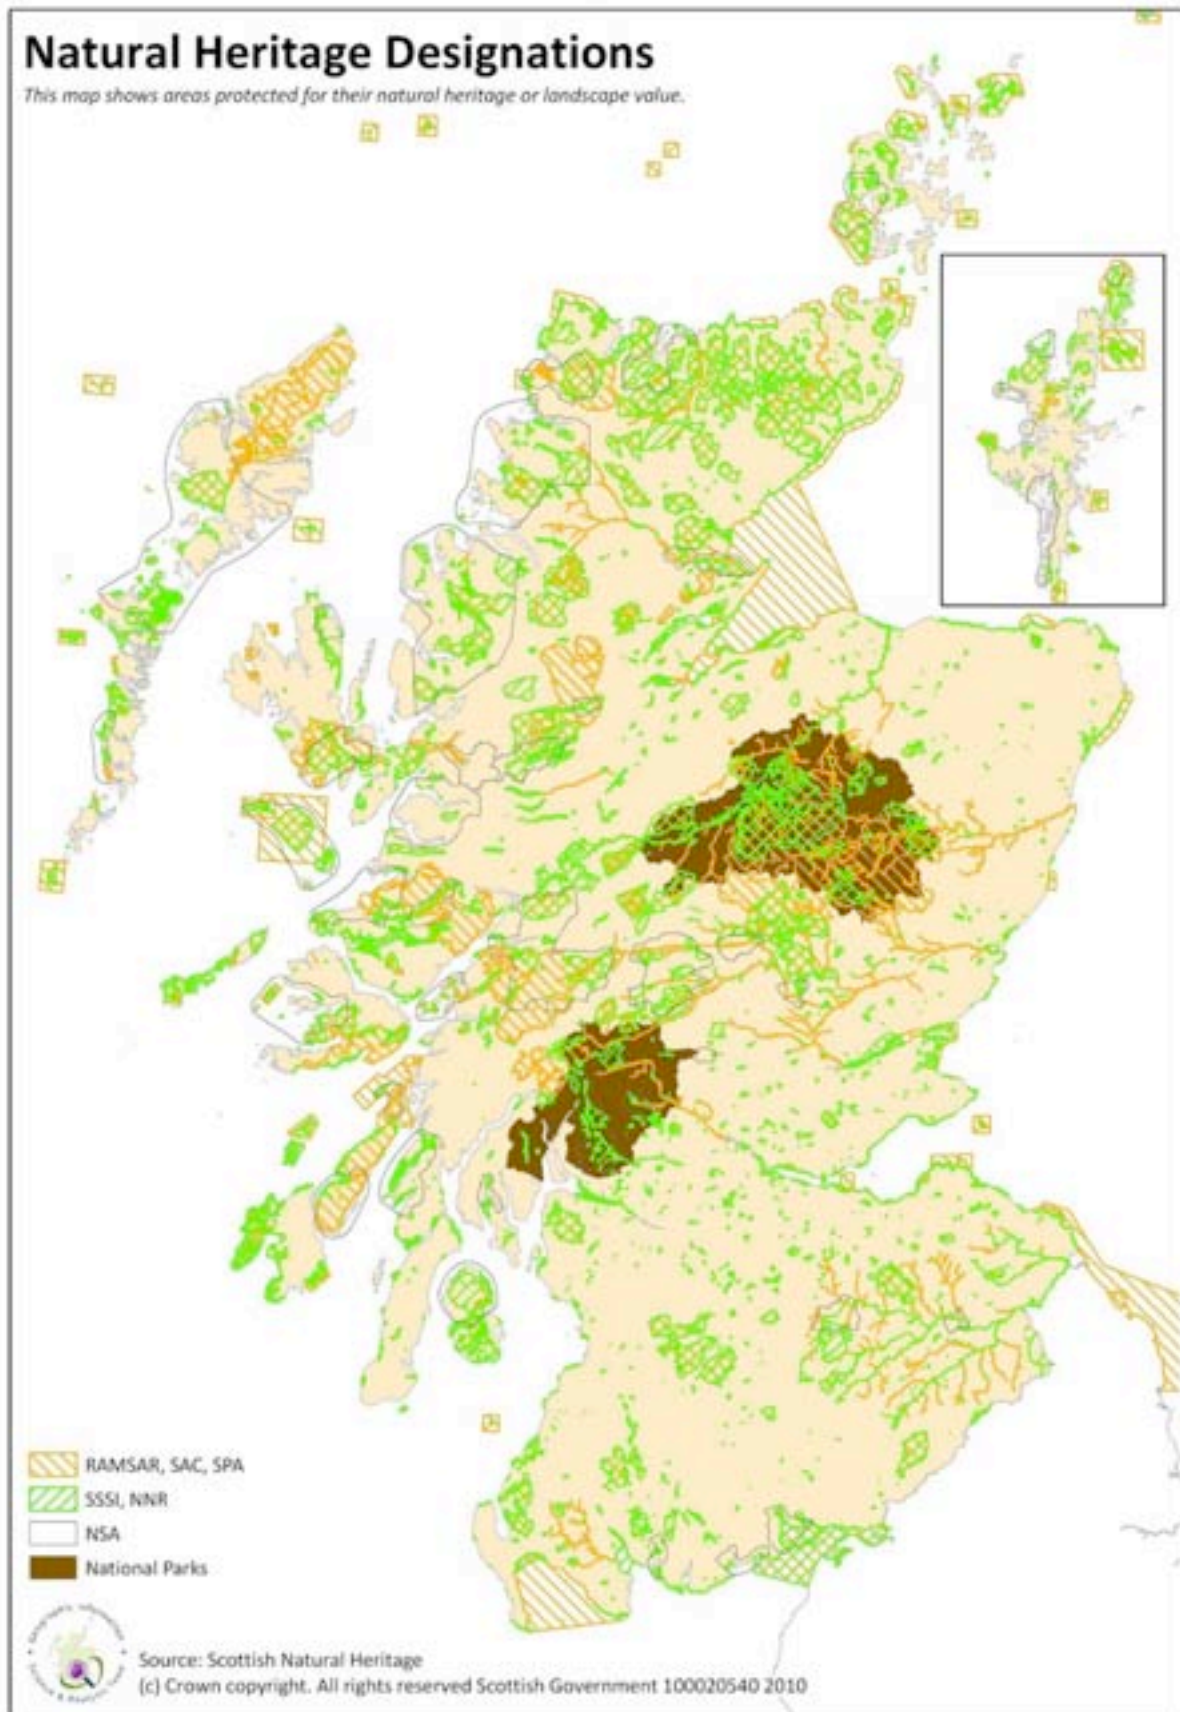 Natural Heritage Designations
This map shows areas protected for their natural heritage or landscape value.
RAMSAR, SAC, SPA
SSSI, NNR
NSA
National Parks
Source: Scottish Natural Heritage
(c) Crown copyright. All rights reserved Scottish Government 100020540 2010